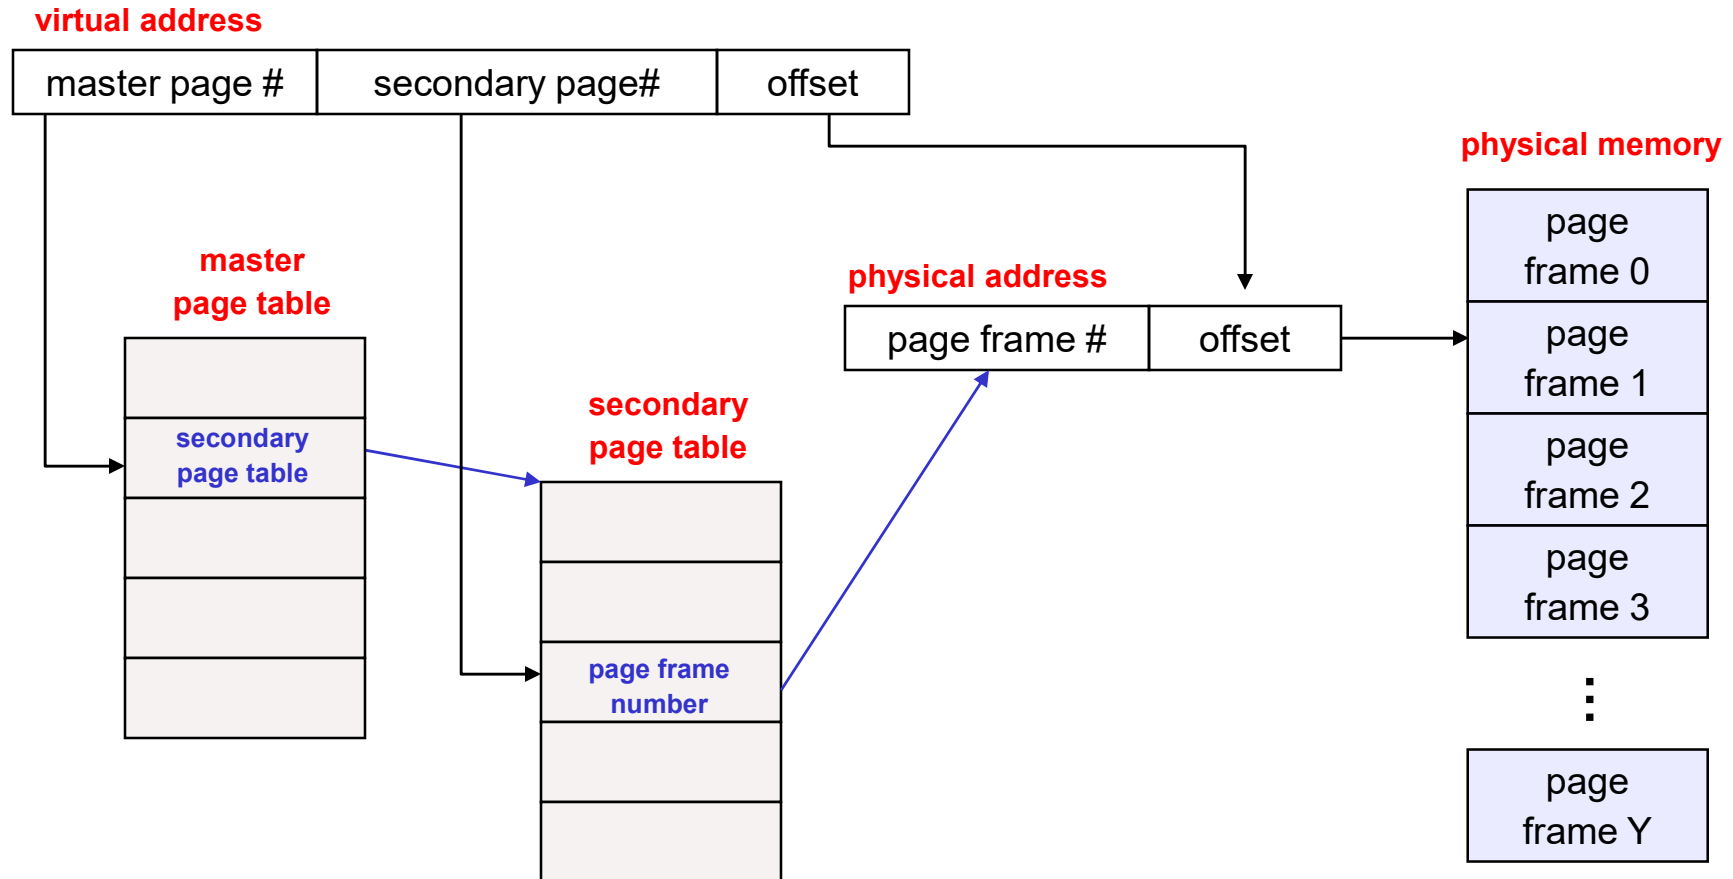 virtual address
master page #
secondary page#
offset
physical memory
master
page table
secondary
page table
physical address
page frame #
offset
secondary
page table
page frame
number
page
frame 0
page
frame 1
page
frame 2
page
frame 3
⋮
page
frame Y